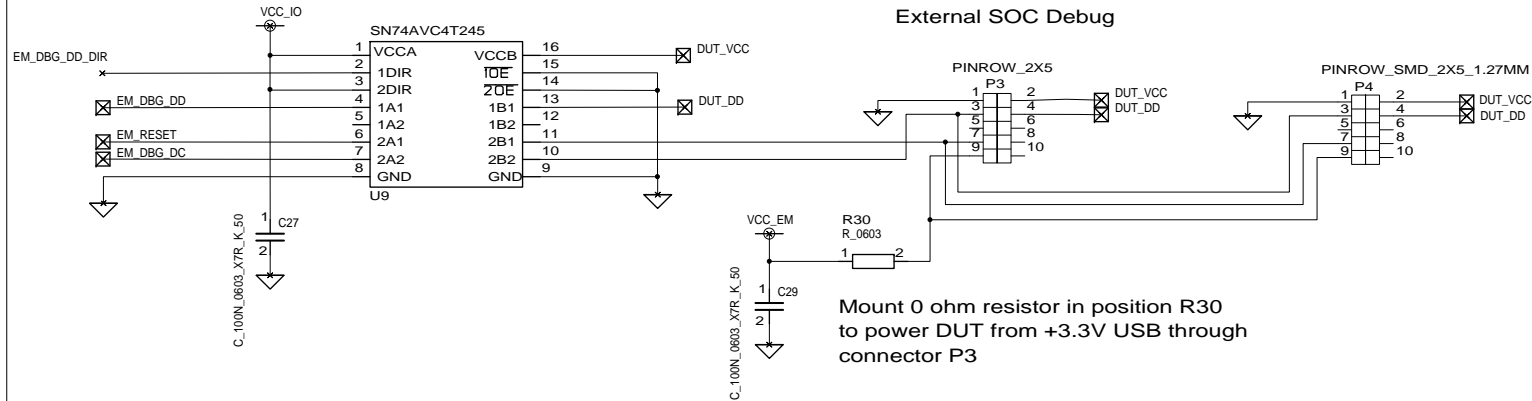 External SOC Debug
VCC_IO
SN74AVC4T245
EM_DBG_DD_DIR
1 VCCA VCCB 16 DUT_VCC
2 1DIR 1OE 15
3 2DIR 2OE 14
EM_DBG_DD 4 1A1 1B1 13 DUT_DD
5 1A2 1B2 12
EM_RESET 6 2A1 2B1 11
EM_DBG_DC 7 2A2 2B2 10
8 GND GND 9
U9
PINROW_2X5
P3
1 2 DUT_VCC
3 4 DUT_DD
5 6
7 8
9 10
PINROW_SMD_2X5_1.27MM
P4
1 2 DUT_VCC
3 4 DUT_DD
5 6
7 8
9 10
1 C27
2
C_100N_0603_X7R_K_50
VCC_EM
R30
R_0603
1 2
1 C29
2
C_100N_0603_X7R_K_50
Mount 0 ohm resistor in position R30
to power DUT from +3.3V USB through
connector P3